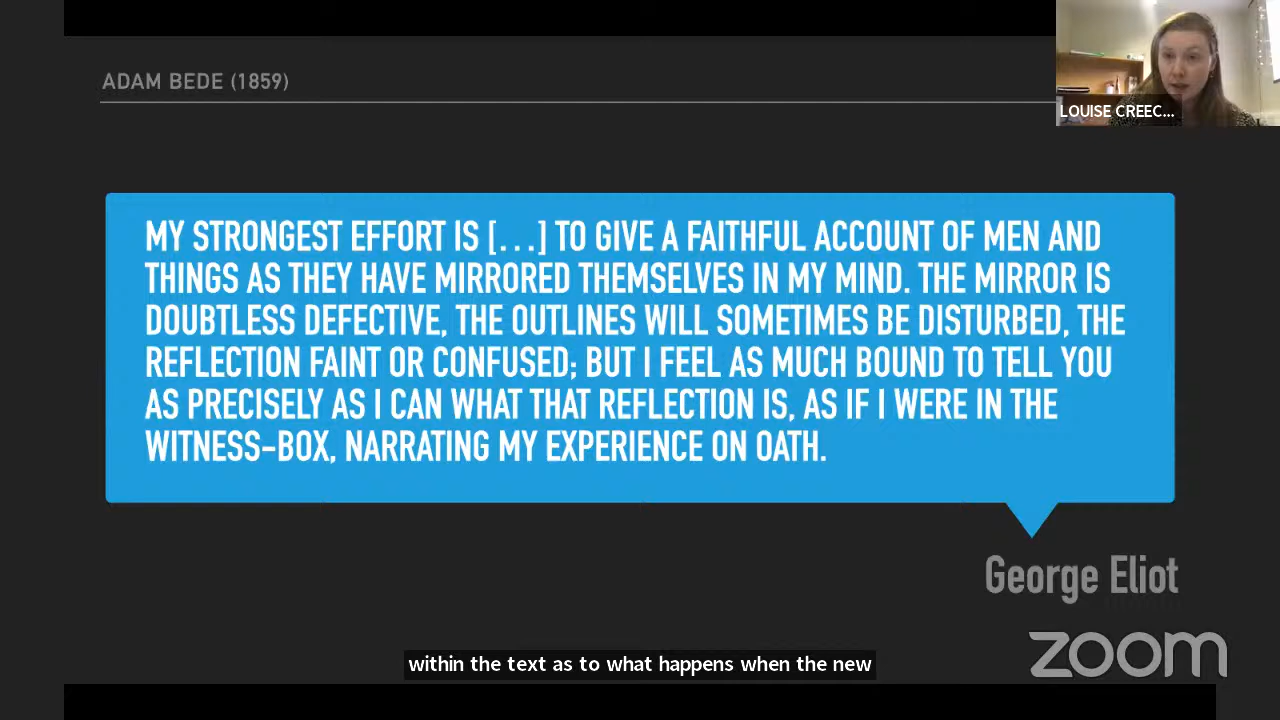 ADAM BEDE (1859)
LOUISE CREEC...
MY STRONGEST EFFORT IS [...] TO GIVE A FAITHFUL ACCOUNT OF MEN AND
THINGS AS THEY HAVE MIRRORED THEMSELVES IN MY MIND. THE MIRROR IS
DOUBTLESS DEFECTIVE, THE OUTLINES WILL SOMETIMES BE DISTURBED, THE
REFLECTION FAINT OR CONFUSED; BUT I FEEL AS MUCH BOUND TO TELL YOU
AS PRECISELY AS I CAN WHAT THAT REFLECTION IS, AS IF I WERE IN THE
WITNESS-BOX, NARRATING MY EXPERIENCE ON OATH.
George Eliot
zoom
within the text as to what happens when the new